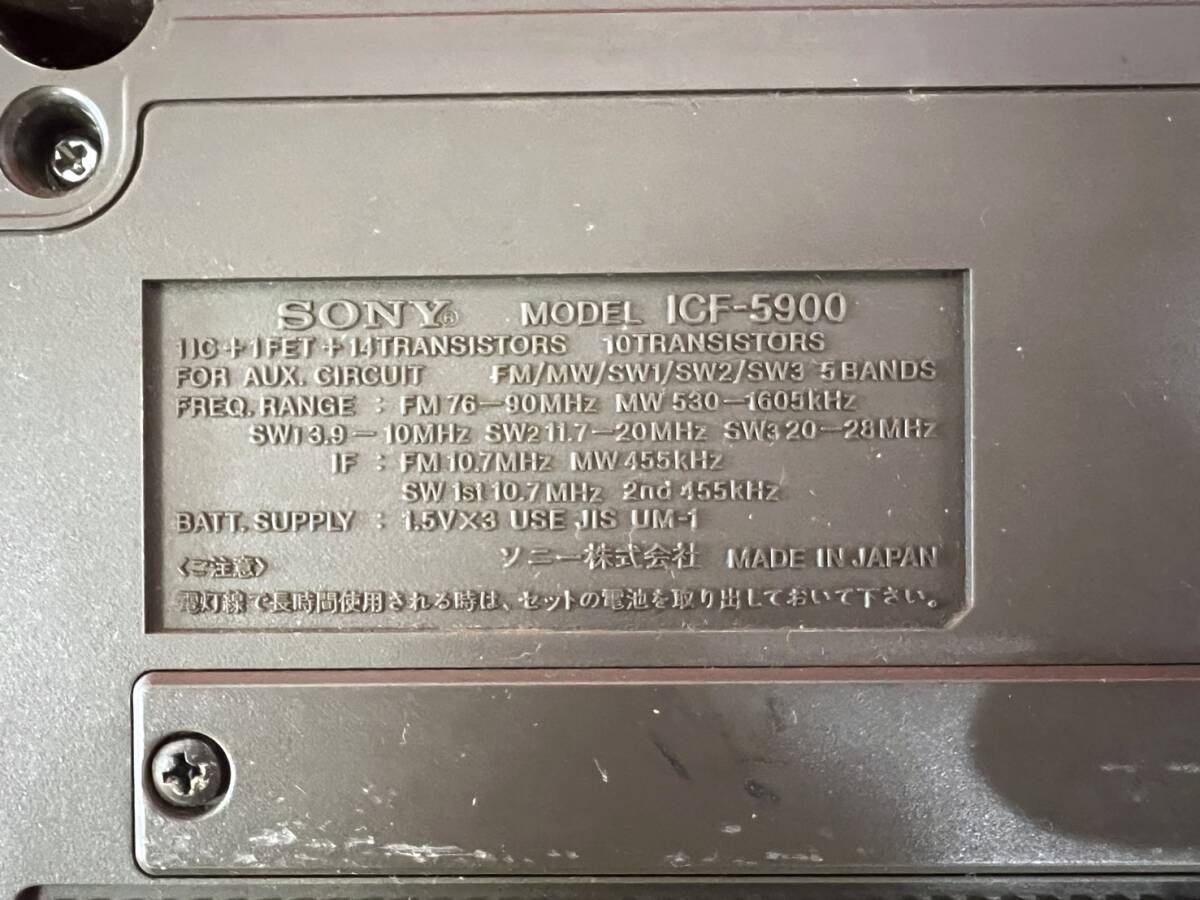 SONY® MODEL ICF-5900
1IC+1FET+14TRANSISTORS 10TRANSISTORS
FOR AUX. CIRCUIT FM/MW/SW1/SW2/SW3 5 BANDS
FREQ. RANGE : FM 76-90MHz MW 530-1605kHz
SW1 3.9-10MHz SW2 11.7-20MHz SW3 20-28MHz
IF : FM 10.7MHz MW 455kHz
SW 1st 10.7MHz 2nd 455kHz
BATT. SUPPLY : 1.5V×3 USE JIS UM-1
〈ご注意〉 ソニー株式会社 MADE IN JAPAN
電灯線で長時間使用される時は、セットの電池を取り出しておいて下さい。